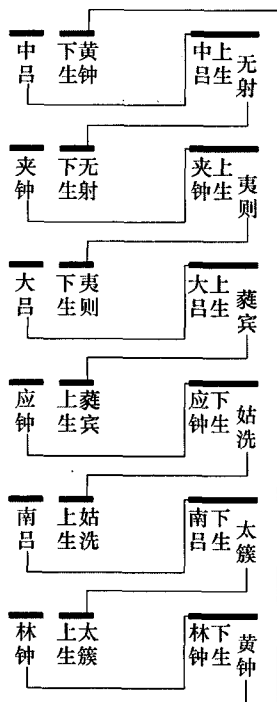 中吕
下生
黄钟
中吕
上生
无射
夹钟
下生
无射
夹钟
上生
夷则
大吕
下生
夷则
大吕
上生
蕤宾
应钟
上生
蕤宾
应钟
下生
姑洗
南吕
上生
姑洗
南吕
下生
太簇
林钟
上生
太簇
林钟
下生
黄钟